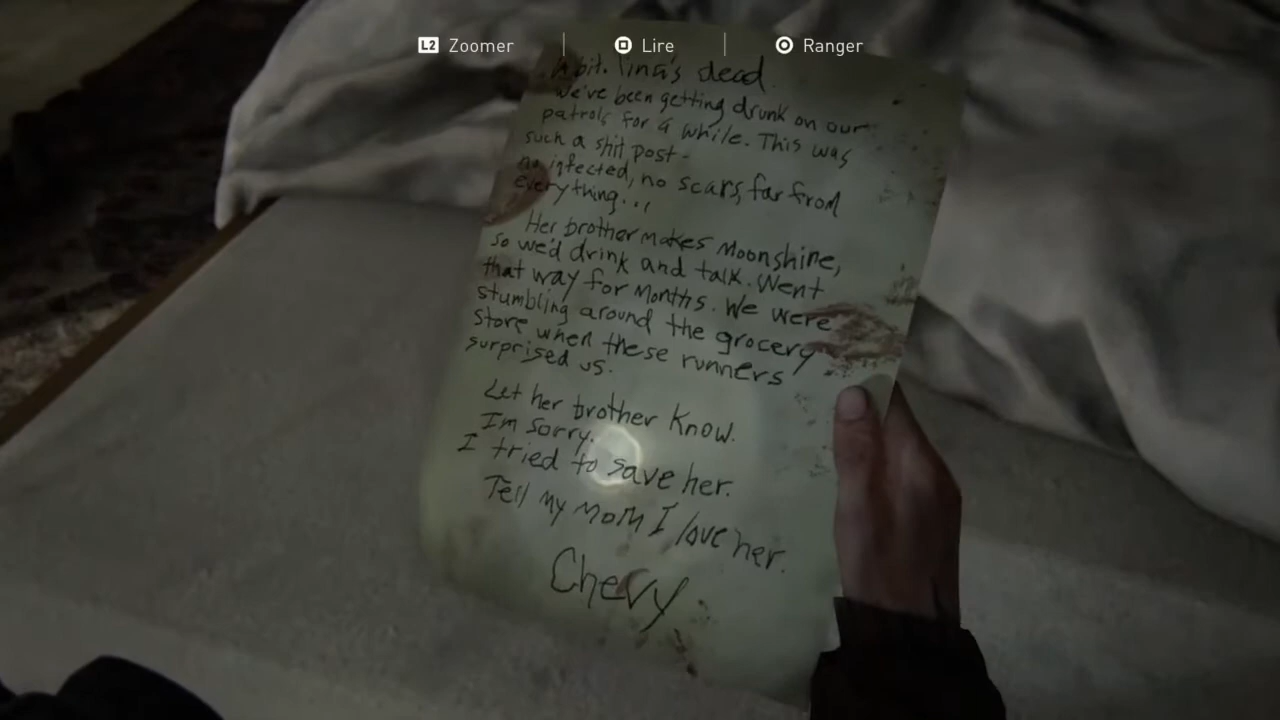 L2 Zoomer | Lire | Ranger
bit. Tina's dead.
We've been getting drunk on our
patrols for a while. This was
such a shit post-
no infected, no scars, far from
everything...
Her brother makes Moonshine,
so we'd drink and talk. Went
that way for months. We were
stumbling around the grocery
store when these runners
surprised us.
Let her brother know.
I'm sorry.
I tried to save her.
Tell my mom I love her.
Chevy